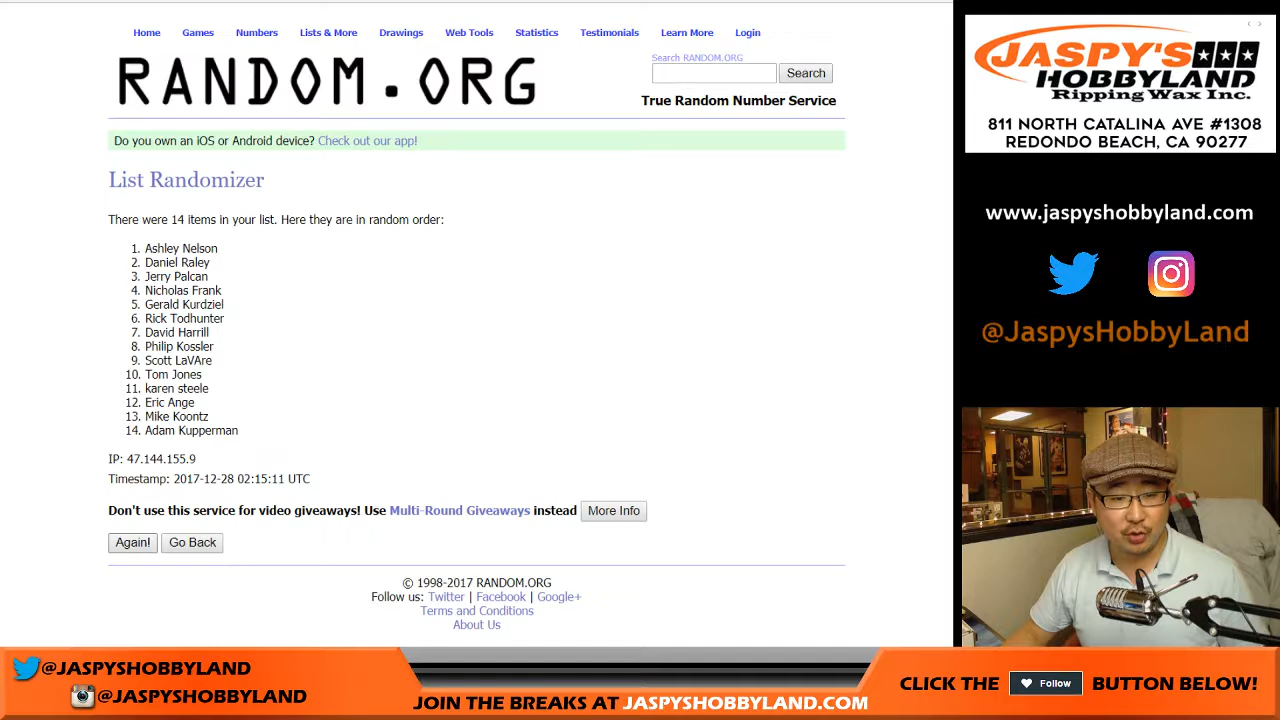 Home Games Numbers Lists & More Drawings Web Tools Statistics Testimonials Learn More Login
RANDOM.ORG
Search RANDOM.ORG
Search
True Random Number Service
Do you own an iOS or Android device? Check out our app!
List Randomizer
There were 14 items in your list. Here they are in random order:
1. Ashley Nelson
2. Daniel Raley
3. Jerry Palcan
4. Nicholas Frank
5. Gerald Kurdziel
6. Rick Todhunter
7. David Harrill
8. Philip Kossler
9. Scott LaVAre
10. Tom Jones
11. karen steele
12. Eric Ange
13. Mike Koontz
14. Adam Kupperman
IP: 47.144.155.9
Timestamp: 2017-12-28 02:15:11 UTC
Don't use this service for video giveaways! Use Multi-Round Giveaways instead More Info
Again! Go Back
© 1998-2017 RANDOM.ORG
Follow us: Twitter | Facebook | Google+
Terms and Conditions
About Us
JASPY'S
HOBBYLAND
Ripping Wax Inc.
811 NORTH CATALINA AVE #1308
REDONDO BEACH, CA 90277
www.jaspyshobbyland.com
@JaspysHobbyLand
@JASPYSHOBBYLAND
@JASPYSHOBBYLAND
JOIN THE BREAKS AT JASPYSHOBBYLAND.COM
CLICK THE Follow BUTTON BELOW!